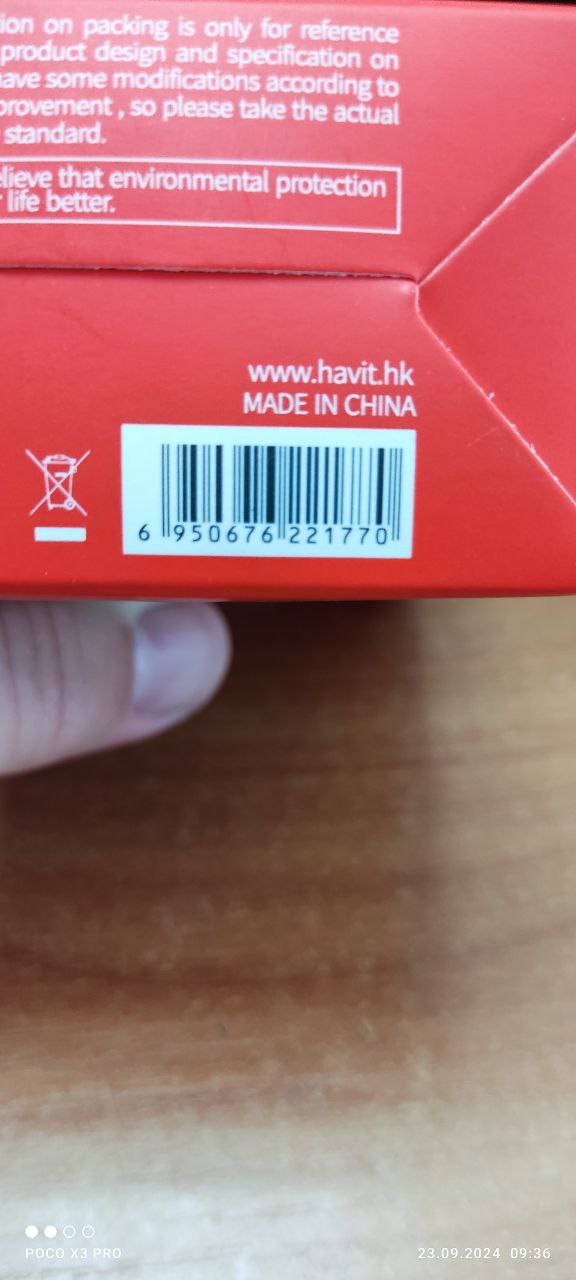 tion on packing is only for reference
product design and specification on
have some modifications according to
provement , so please take the actual
standard.
elieve that environmental protection
life better.
www.havit.hk
MADE IN CHINA
6 950676 221770
POCO X3 PRO
23.09.2024 09:36